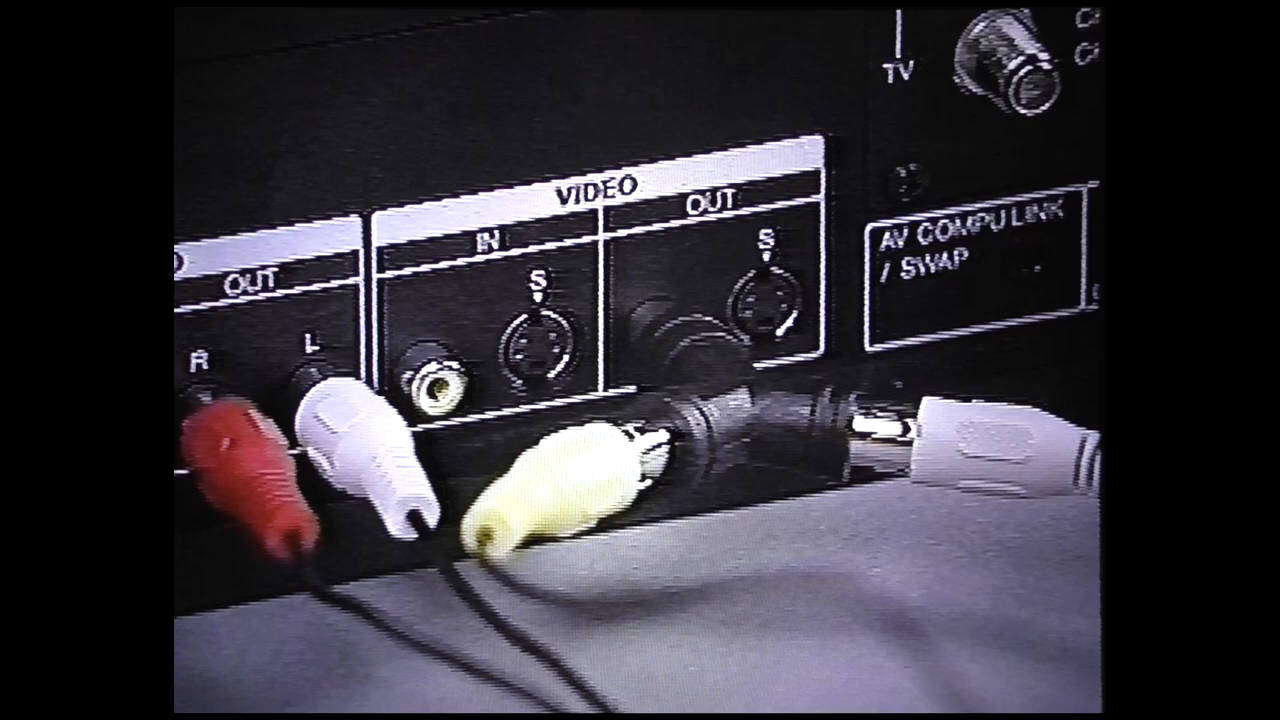 TV
VIDEO
OUT
IN
OUT
S
S
R
L
AV COMPU LINK
/ SWAP